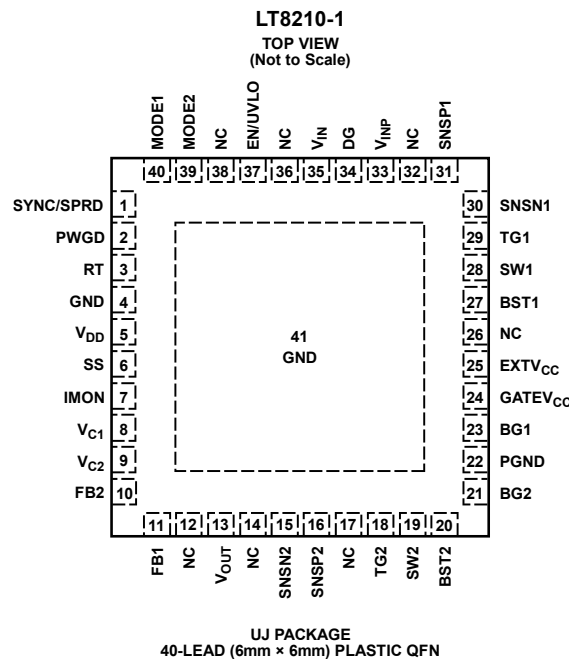 LT8210-1
TOP VIEW
(Not to Scale)
MODE1
MODE2
NC
EN/UVLO
NC
VIN
DG
VINP
NC
SNSP1
40 39 38 37 36 35 34 33 32 31
SYNC/SPRD 1
PWGD 2
RT 3
GND 4
VDD 5
SS 6
IMON 7
VC1 8
VC2 9
FB2 10
41
GND
30 SNSN1
29 TG1
28 SW1
27 BST1
26 NC
25 EXTVCC
24 GATEVCC
23 BG1
22 PGND
21 BG2
11 12 13 14 15 16 17 18 19 20
FB1
NC
VOUT
NC
SNSN2
SNSP2
NC
TG2
SW2
BST2
UJ PACKAGE
40-LEAD (6mm × 6mm) PLASTIC QFN